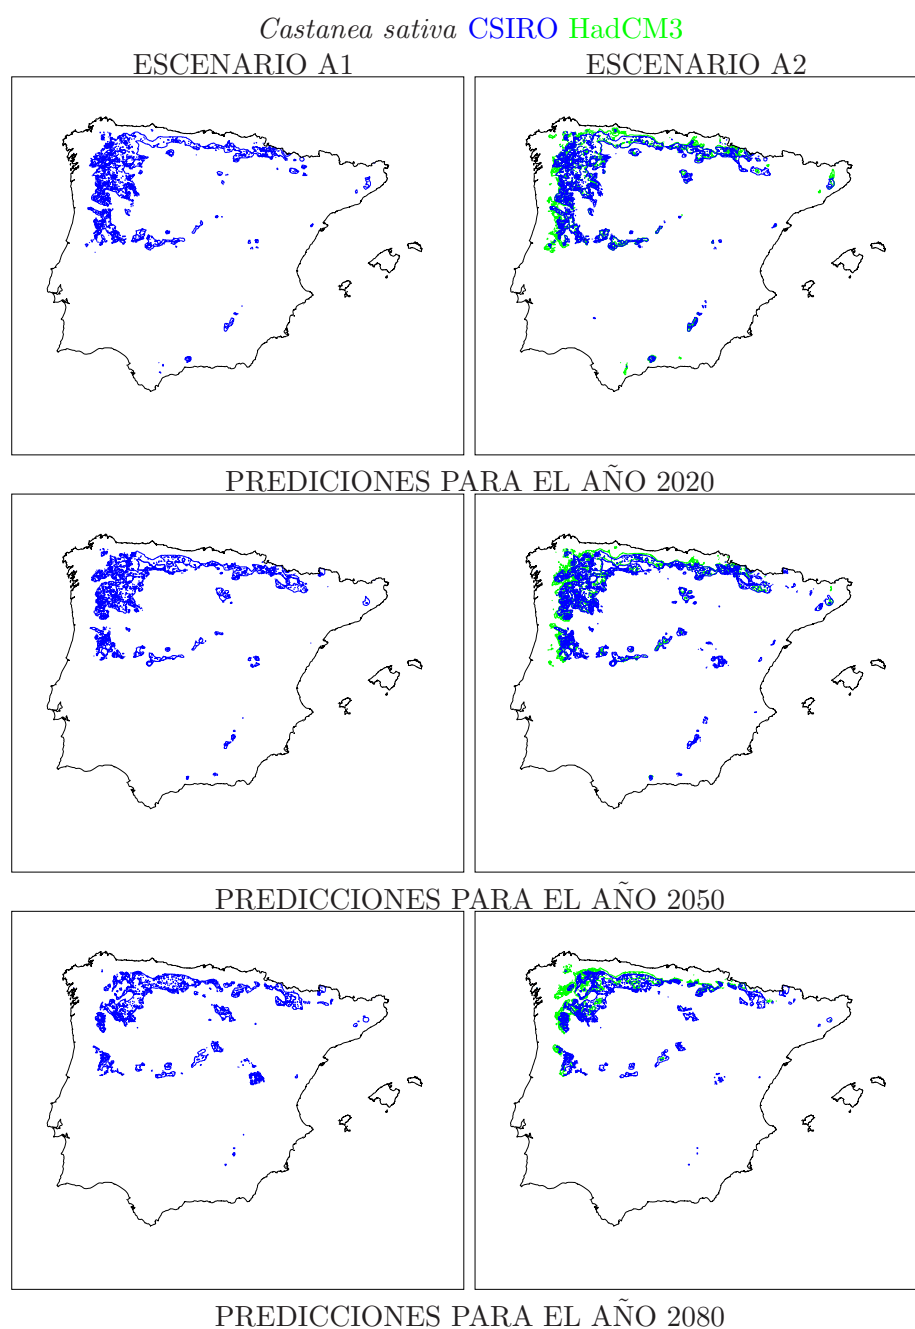 Castanea sativa CSIRO HadCM3
ESCENARIO A1
ESCENARIO A2
PREDICIONES PARA EL AÑO 2020
PREDICCIONES PARA EL AÑO 2050
PREDICCIONES PARA EL AÑO 2080